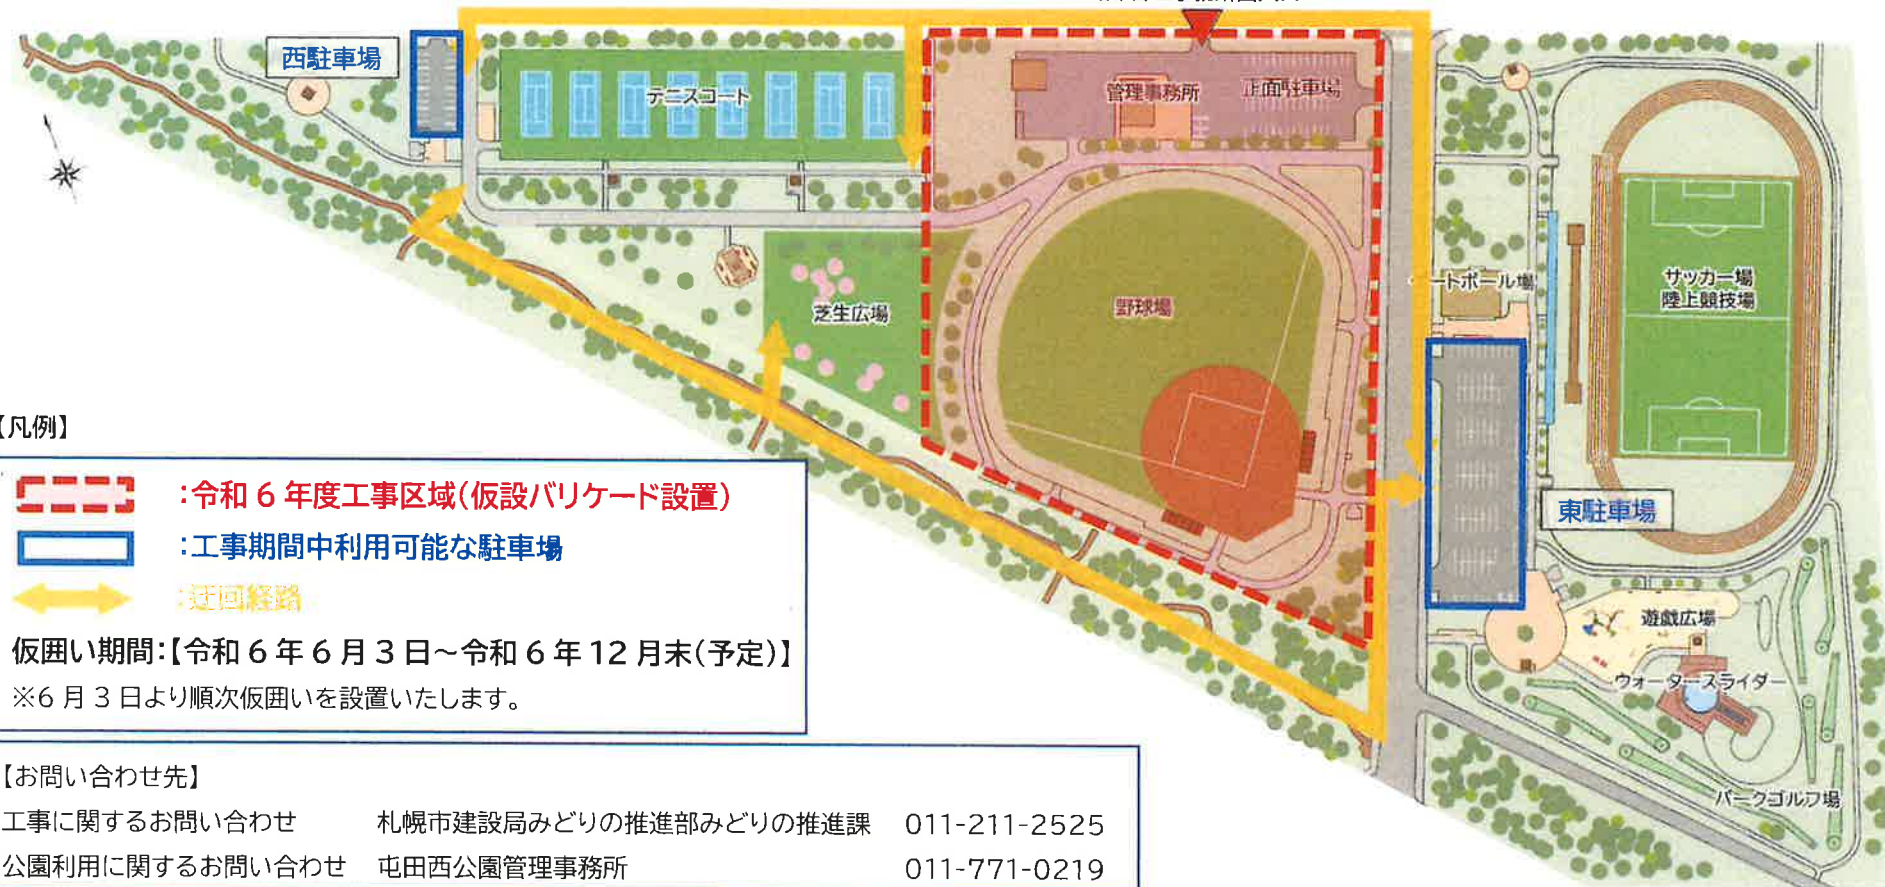 西駐車場
テニスコート
管理事務所
正面駐車場
芝生広場
野球場
ートボール場
サッカー場
陸上競技場
東駐車場
遊戯広場
ウォータースライダー
パークゴルフ場
【凡例】
:令和6年度工事区域(仮設バリケード設置)
:工事期間中利用可能な駐車場
:迂回経路
仮囲い期間:【令和6年6月3日~令和6年12月末(予定)】
※6月3日より順次仮囲いを設置いたします。
【お問い合わせ先】
工事に関するお問い合わせ 札幌市建設局みどりの推進部みどりの推進課 011-211-2525
公園利用に関するお問い合わせ 屯田西公園管理事務所 011-771-0219